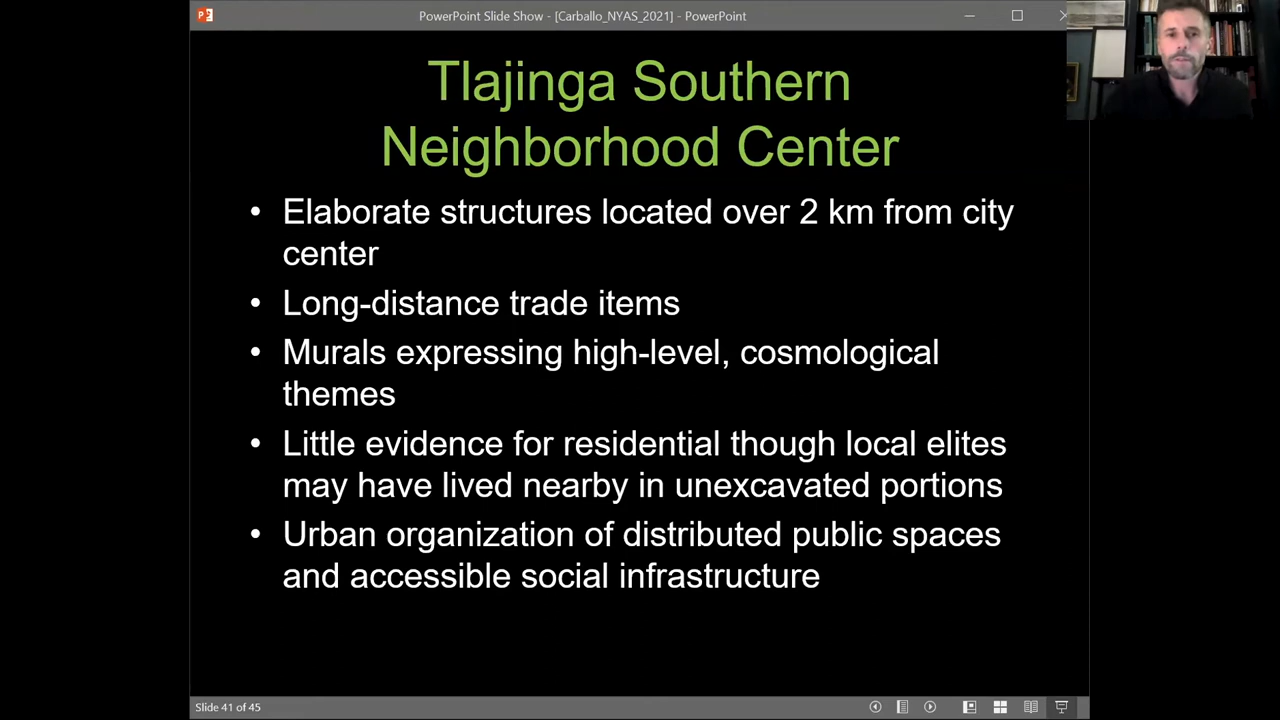 PowerPoint Slide Show - [Carballo_NYAS_2021] - PowerPoint
Tlajinga Southern
Neighborhood Center
• Elaborate structures located over 2 km from city
center
• Long-distance trade items
• Murals expressing high-level, cosmological
themes
• Little evidence for residential though local elites
may have lived nearby in unexcavated portions
• Urban organization of distributed public spaces
and accessible social infrastructure
Slide 41 of 45